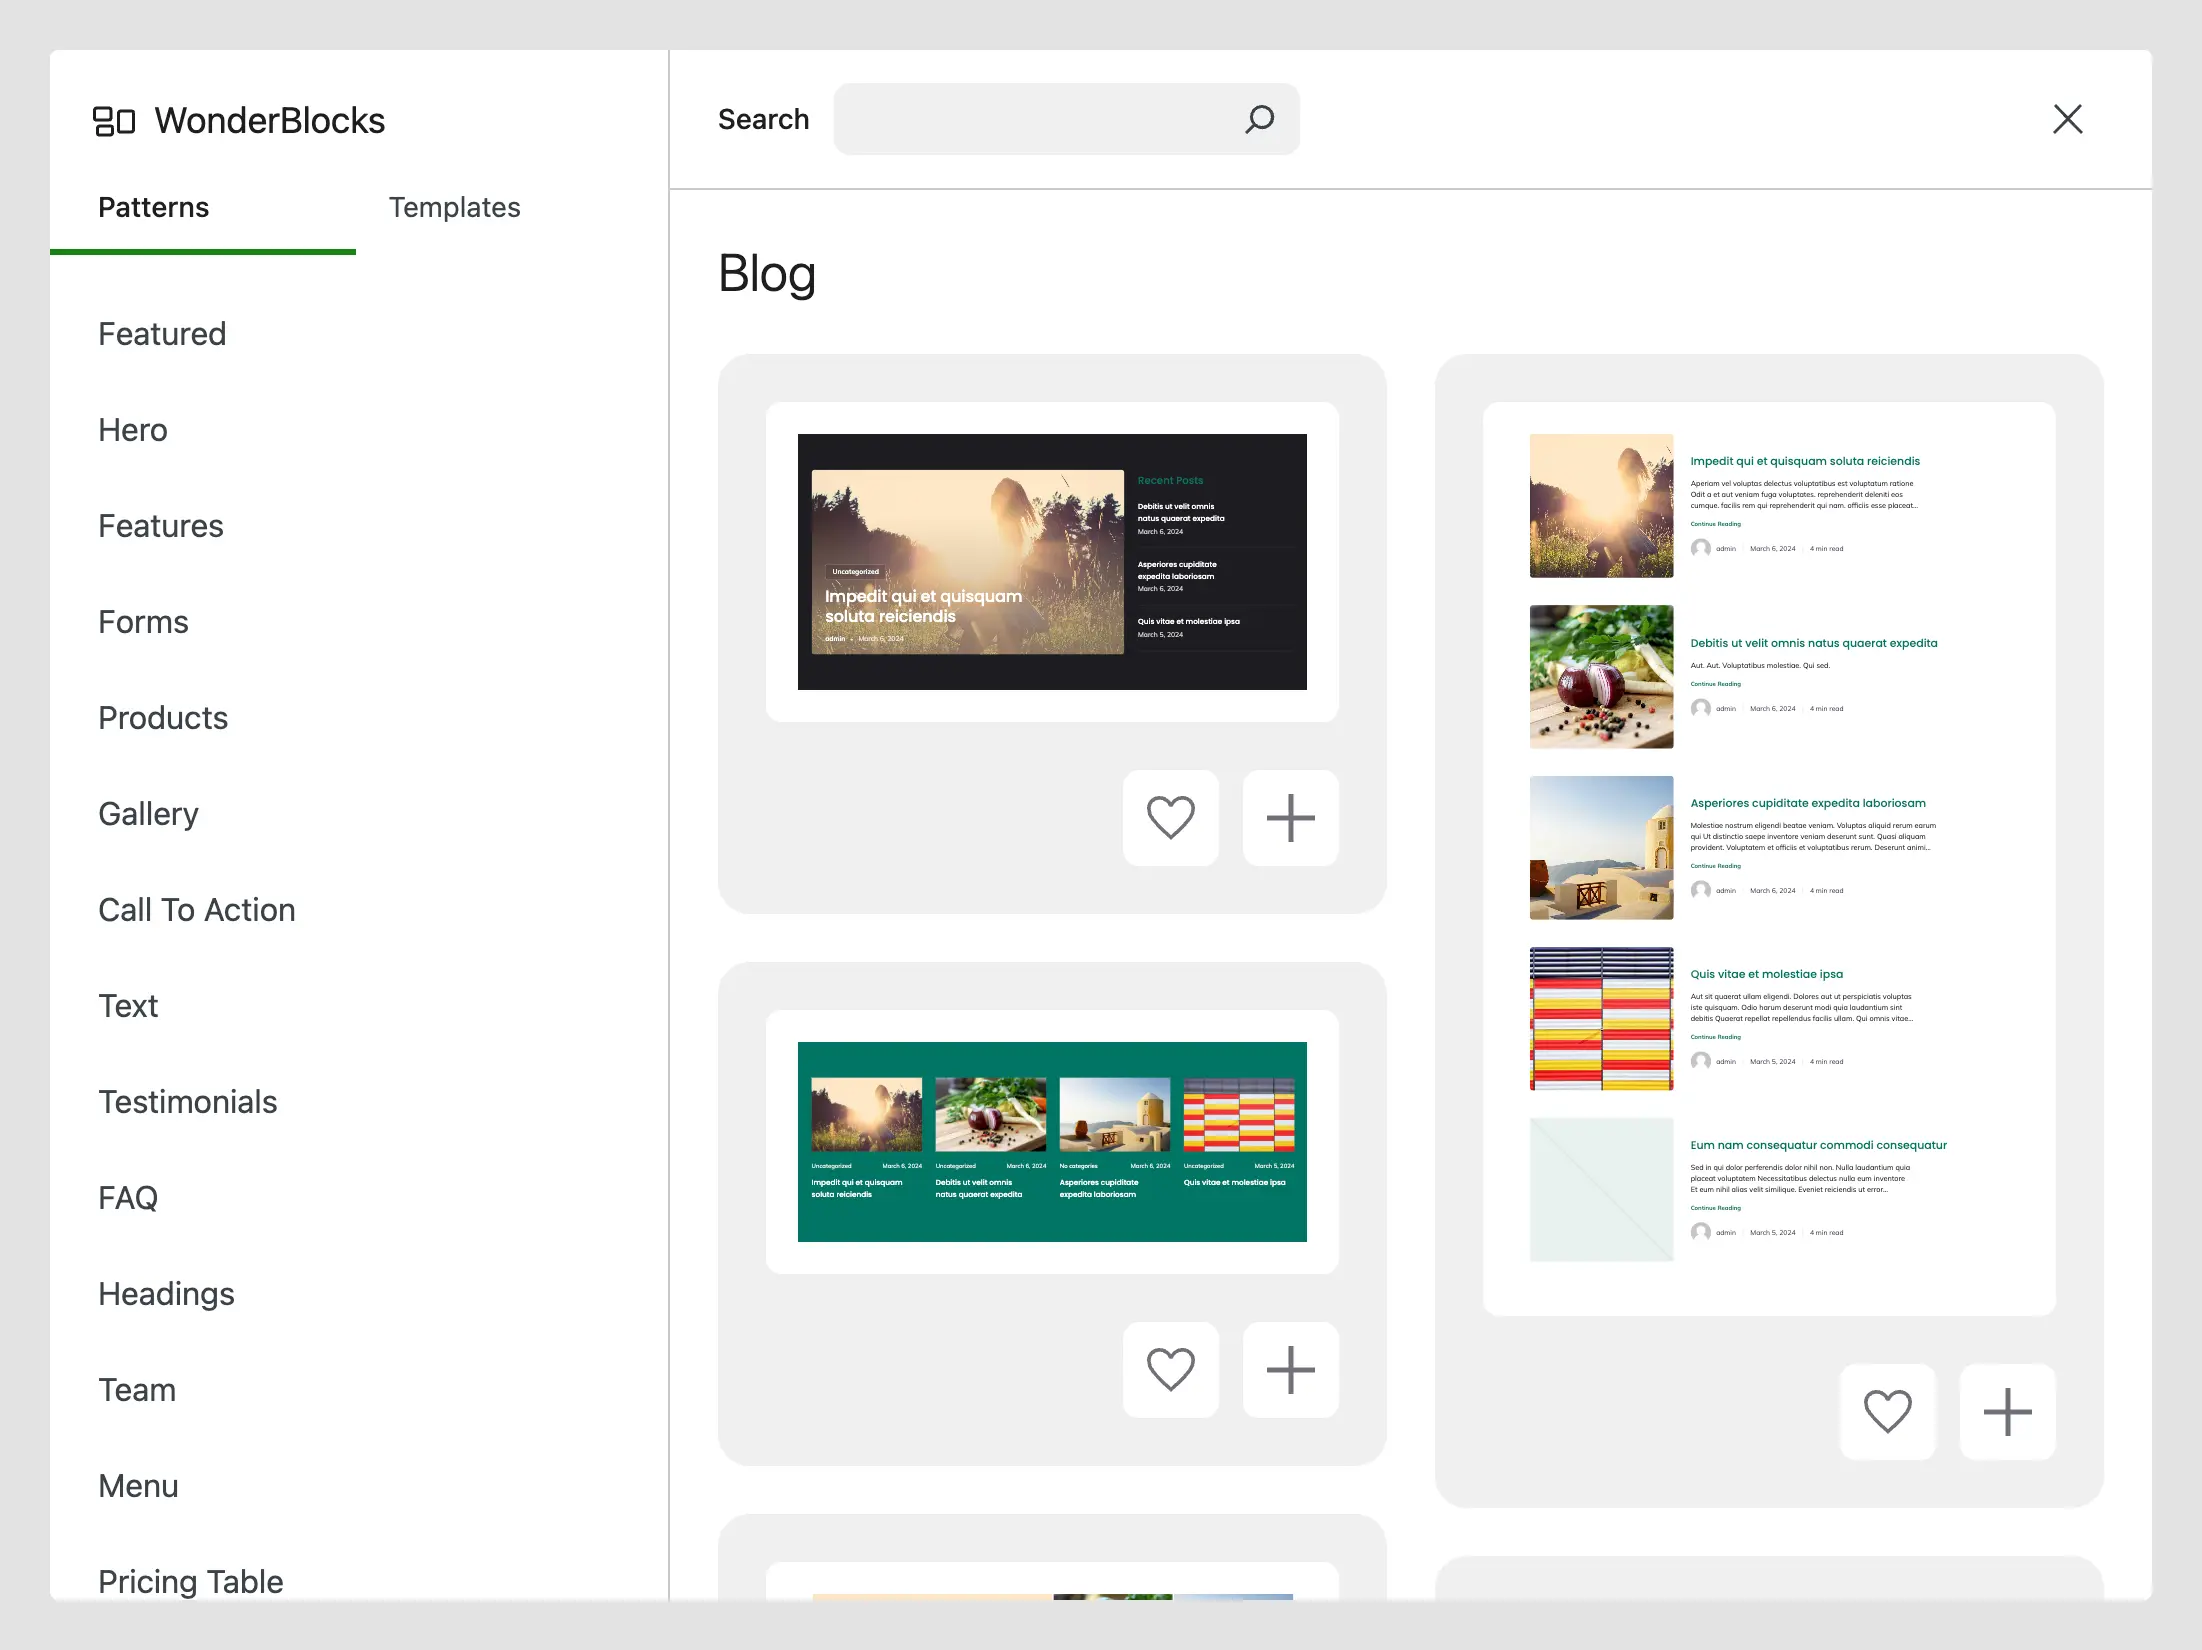 WonderBlocks
Patterns
Templates
Featured
Hero
Features
Forms
Products
Gallery
Call To Action
Text
Testimonials
FAQ
Headings
Team
Menu
Pricing Table
Search
Blog
Uncategorized
Impedit qui et quisquam
soluta reiciendis
admin • March 6, 2024
Recent Posts
Debitis ut velit omnis
natus quaerat expedita
March 6, 2024
Asperiores cupiditate
expedita laboriosam
March 6, 2024
Quis vitae et molestiae ipsa
March 5, 2024
Uncategorized March 6, 2024
Impedit qui et quisquam
soluta reiciendis
Uncategorized March 6, 2024
Debitis ut velit omnis
natus quaerat expedita
No categories March 6, 2024
Asperiores cupiditate
expedita laboriosam
Uncategorized March 5, 2024
Quis vitae et molestiae ipsa
Impedit qui et quisquam soluta reiciendis
Aperiam vel voluptas delectus voluptatibus est voluptatum ratione
Odit a et aut veniam fuga voluptates. reprehenderit deleniti eos
cumque. facilis rem qui reprehenderit qui nam. officiis esse placeat...
Continue Reading
admin March 6, 2024 4 min read
Debitis ut velit omnis natus quaerat expedita
Aut. Aut. Voluptatibus molestiae. Qui sed.
Continue Reading
admin March 6, 2024 4 min read
Asperiores cupiditate expedita laboriosam
Molestiae nostrum eligendi beatae veniam. Voluptas aliquid rerum earum
qui Ut distinctio saepe inventore veniam deserunt sunt. Quasi aliquam
provident. Voluptatem et officiis et voluptatibus rerum. Deserunt animi...
Continue Reading
admin March 6, 2024 4 min read
Quis vitae et molestiae ipsa
Aut sit quaerat ullam eligendi. Dolores aut ut perspiciatis voluptas
iste quisquam. Odio harum deserunt modi quia laudantium sint
debitis Quaerat repellat repellendus facilis ullam. Qui omnis vitae...
Continue Reading
admin March 5, 2024 4 min read
Eum nam consequatur commodi consequatur
Sed in qui dolor perferendis dolor nihil non. Nulla laudantium quia
placeat voluptatem Necessitatibus delectus nulla eum inventore
Et eum nihil alias velit similique. Eveniet reiciendis ut error...
Continue Reading
admin March 5, 2024 4 min read